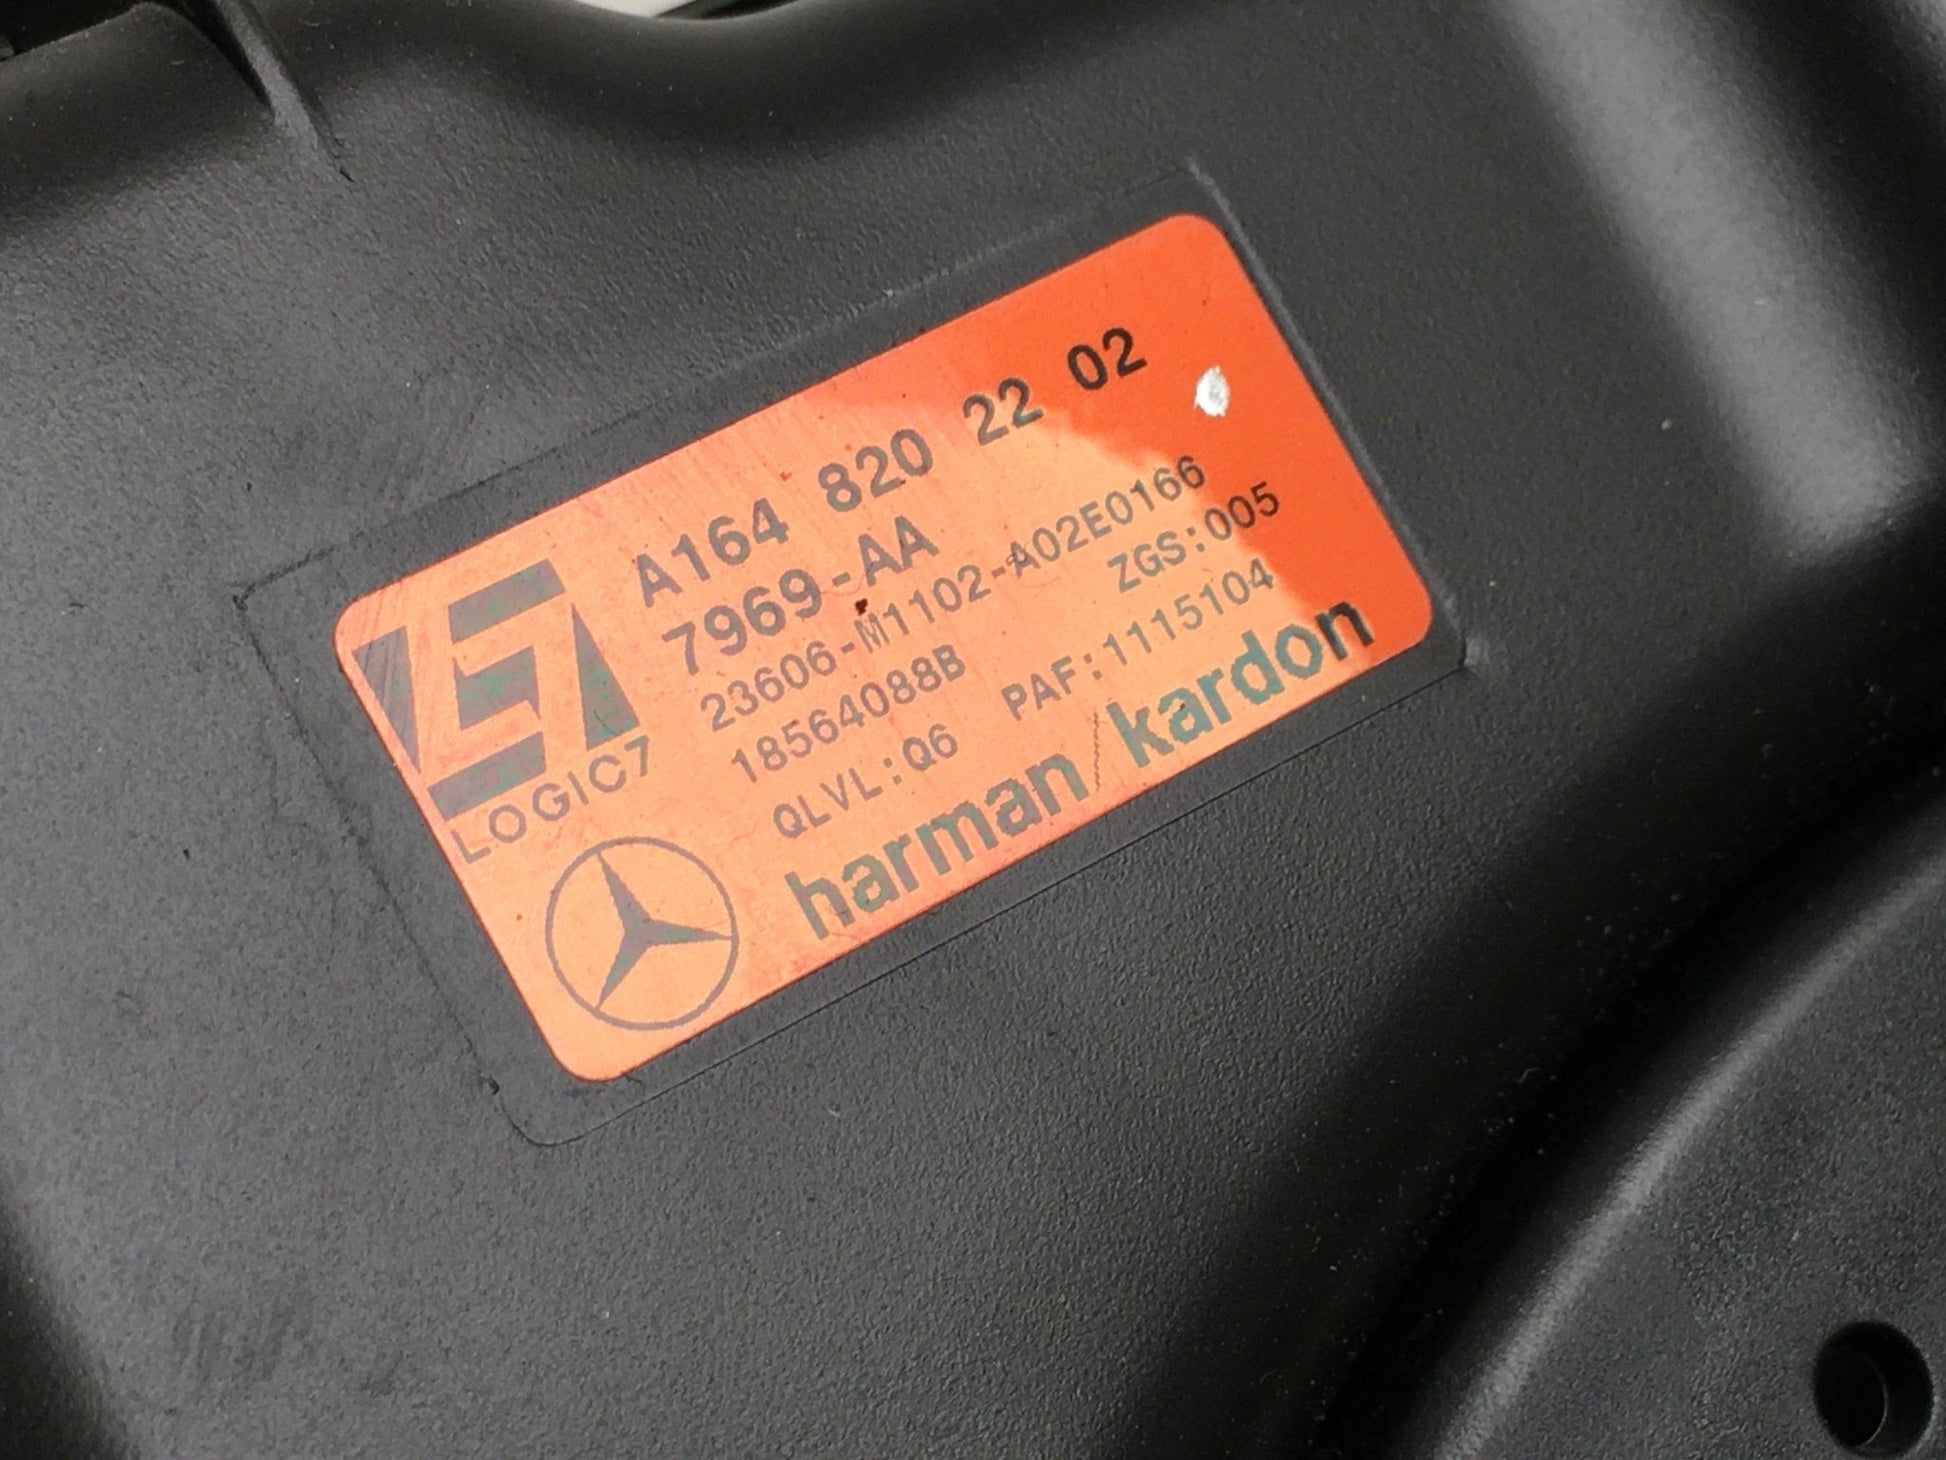 A164 820 22 02
7969-AA
23606-M1102-A02E0166
ZGS:005
18564088B
PAF:1115104
QLVL:Q6
LOGIC7
harman/kardon